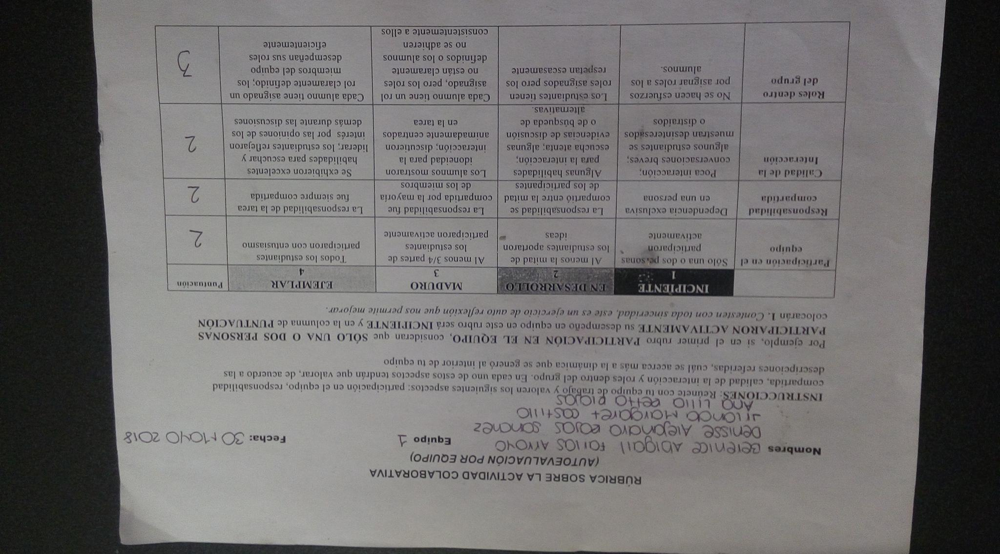 RÚBRICA SOBRE LA ACTIVIDAD COLABORATIVA
(AUTOEVALUACIÓN POR EQUIPO)
Nombres Berenice Abigail Farias Arroyo Equipo 1 Fecha: 30 Mayo 2018
Denisse Alejandra Rojas Sanchez
Margaret Castillo
Ana Lilia Riojas
INSTRUCCIONES: Reúnete con tu equipo de trabajo y valoren los siguientes aspectos: participación en el equipo, responsabilidad
compartida, calidad de la interacción y roles dentro del grupo. En cada uno de estos aspectos tendrán que valorar, de acuerdo a las
descripciones referidas, cuál se acerca más a la dinámica que se generó al interior de tu equipo
Por ejemplo, si en el primer rubro PARTICIPACIÓN EN EL EQUIPO, consideran que SÓLO UNA O DOS PERSONAS
PARTICIPARON ACTIVAMENTE su desempeño en equipo en este rubro será INCIPIENTE y en la columna de PUNTUACIÓN
colocarán 1. Contesten con toda sinceridad, este es un ejercicio de auto reflexión que nos permite mejorar.
INCIPIENTE
1
EN DESARROLLO
2
MADURO
3
EJEMPLAR
4
Puntuación
Participación en el
equipo
Sólo una o dos personas
participaron
activamente
Al menos la mitad de
los estudiantes aportaron
ideas
Al menos 3/4 partes de
los estudiantes
participaron activamente
Todos los estudiantes
participaron con entusiasmo
2
Responsabilidad
compartida
Dependencia exclusiva
en una persona
La responsabilidad se
compartió entre la mitad
de los participantes
La responsabilidad fue
compartida por la mayoría
de los miembros
La responsabilidad de la tarea
fue siempre compartida
2
Calidad de la
Interacción
Poca interacción;
conversaciones breves;
algunos estudiantes se
muestran desinteresados
o distraídos
Algunas habilidades
para la interacción;
escucha atenta; algunas
evidencias de discusión
o de búsqueda de
alternativas.
Los alumnos mostraron
idoneidad para la
interacción; discutieron
animadamente centrados
en la tarea
Se exhibieron excelentes
habilidades para escuchar y
liderar; los estudiantes reflejaron
interés por las opiniones de los
demás durante las discusiones
2
Roles dentro
del grupo
No se hacen esfuerzos
por asignar roles a los
alumnos.
Los estudiantes tienen
roles asignados pero los
respetan escasamente
Cada alumno tiene un rol
asignado, pero los roles
no están claramente
definidos o los alumnos
no se adhieren
consistentemente a ellos
Cada alumno tiene asignado un
rol claramente definido; los
miembros del equipo
desempeñan sus roles
eficientemente
3